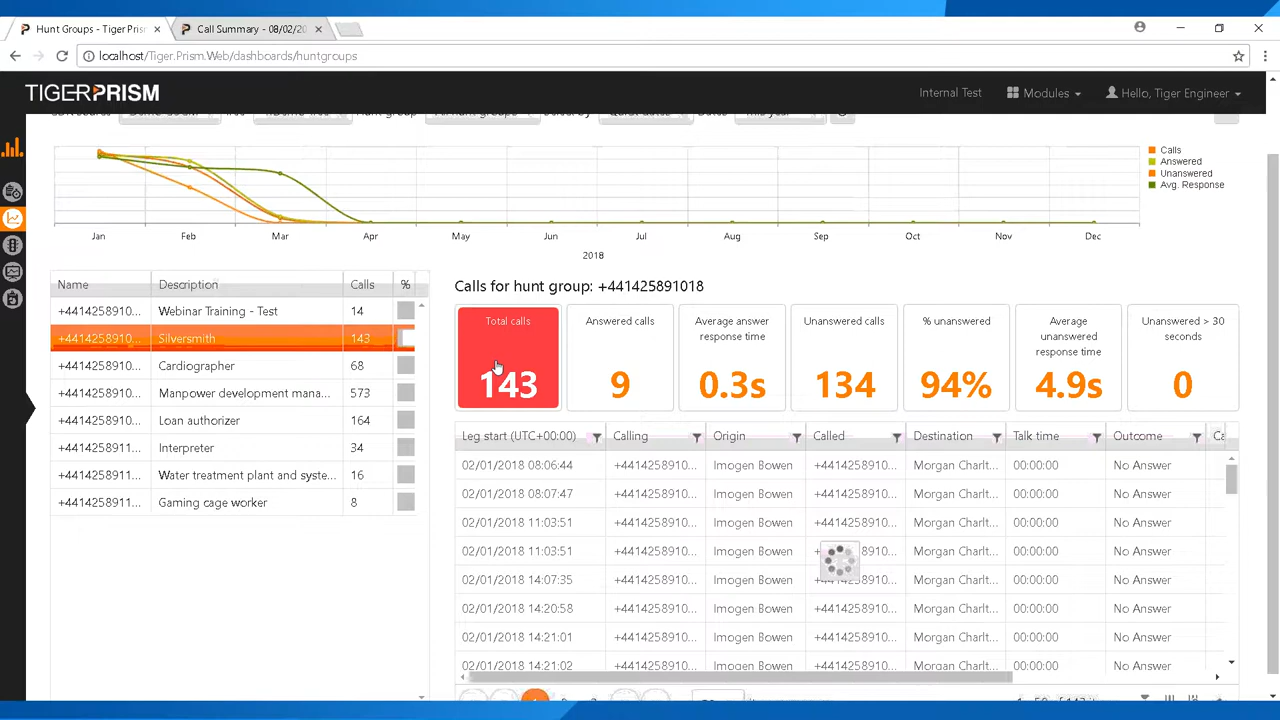 Hunt Groups - Tiger Pris
Call Summary - 08/02/20
localhost/Tiger.Prism.Web/dashboards/huntgroups
TIGERPRISM
Internal Test
Modules
Hello, Tiger Engineer
Calls
Answered
Unanswered
Avg. Response
Jan Feb Mar Apr May Jun Jul Aug Sep Oct Nov Dec
2018
Name Description Calls %
+4414258910... Webinar Training - Test 14
+4414258910... Silversmith 143
+4414258910... Cardiographer 68
+4414258910... Manpower development mana... 573
+4414258910... Loan authorizer 164
+4414258911... Interpreter 34
+4414258911... Water treatment plant and syste... 16
+4414258911... Gaming cage worker 8
Calls for hunt group: +441425891018
Total calls
143
Answered calls
9
Average answer
response time
0.3s
Unanswered calls
134
% unanswered
94%
Average
unanswered
response time
4.9s
Unanswered > 30
seconds
0
Leg start (UTC+00:00) Calling Origin Called Destination Talk time Outcome Ca
02/01/2018 08:06:44 +4414258910... Imogen Bowen +4414258910... Morgan Charlt... 00:00:00 No Answer
02/01/2018 08:07:47 +4414258910... Imogen Bowen +4414258910... Morgan Charlt... 00:00:00 No Answer
02/01/2018 11:03:51 +4414258910... Imogen Bowen +4414258910... Morgan Charlt... 00:00:00 No Answer
02/01/2018 11:03:51 +4414258910... Imogen Bowen 8910... Morgan Charlt... 00:00:00 No Answer
02/01/2018 14:07:35 +4414258910... Imogen Bowen +4414258910... Morgan Charlt... 00:00:00 No Answer
02/01/2018 14:20:58 +4414258910... Imogen Bowen +4414258910... Morgan Charlt... 00:00:00 No Answer
02/01/2018 14:21:01 +4414258910... Imogen Bowen +4414258910... Morgan Charlt... 00:00:00 No Answer
02/01/2018 14:21:02 +4414258910... Imogen Bowen +4414258910... Morgan Charlt... 00:00:00 No Answer